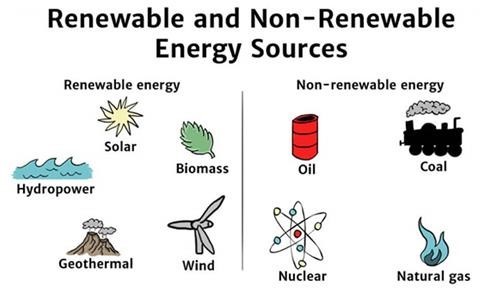 Renewable and Non-Renewable
Energy Sources
Renewable energy
Solar
Biomass
Hydropower
Geothermal
Wind
Non-renewable energy
Oil
Coal
Nuclear
Natural gas